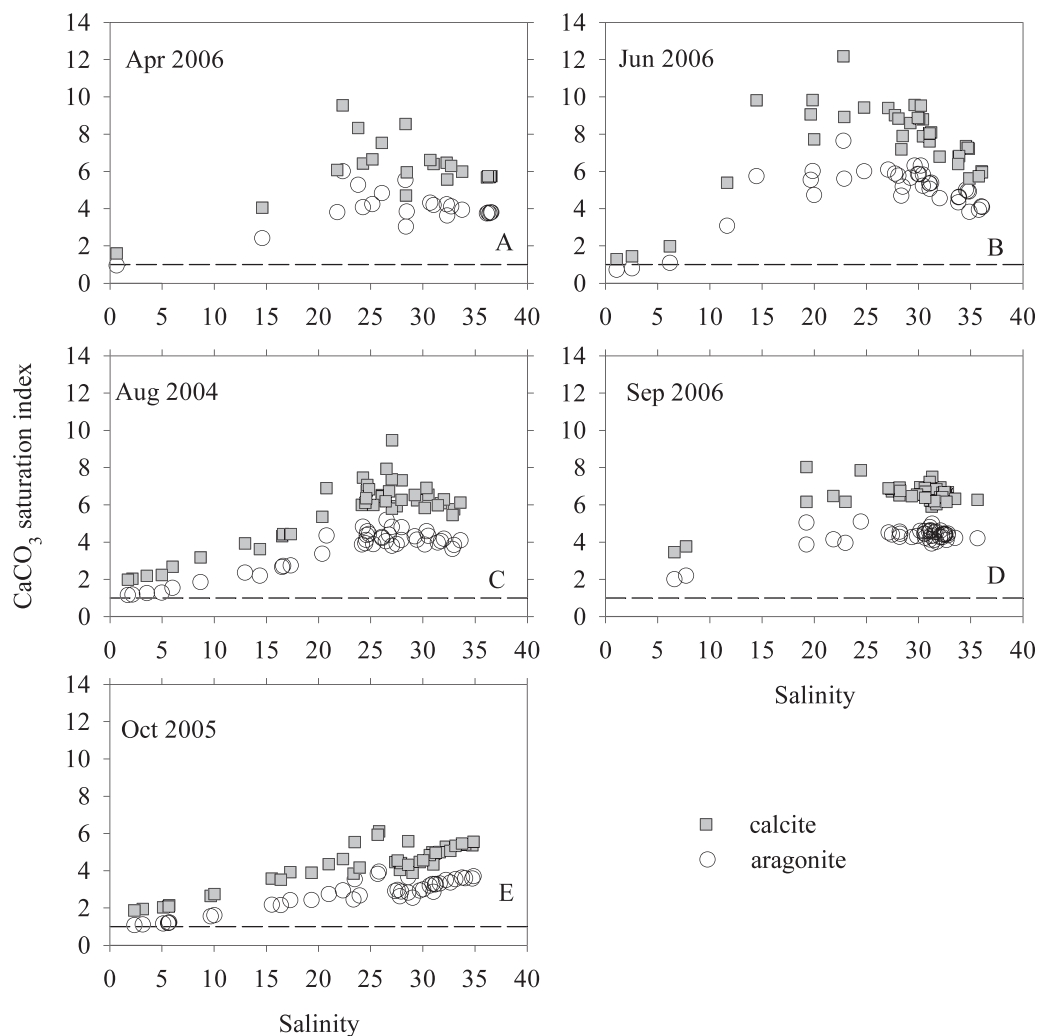 14
12
10
8
6
4
2
0
Apr 2006
A
0 5 10 15 20 25 30 35 40
14
12
10
8
6
4
2
0
Jun 2006
B
0 5 10 15 20 25 30 35 40
CaCO3 saturation index
14
12
10
8
6
4
2
0
Aug 2004
C
0 5 10 15 20 25 30 35 40
14
12
10
8
6
4
2
0
Sep 2006
D
0 5 10 15 20 25 30 35 40
Salinity
14
12
10
8
6
4
2
0
Oct 2005
E
0 5 10 15 20 25 30 35 40
Salinity
calcite
aragonite